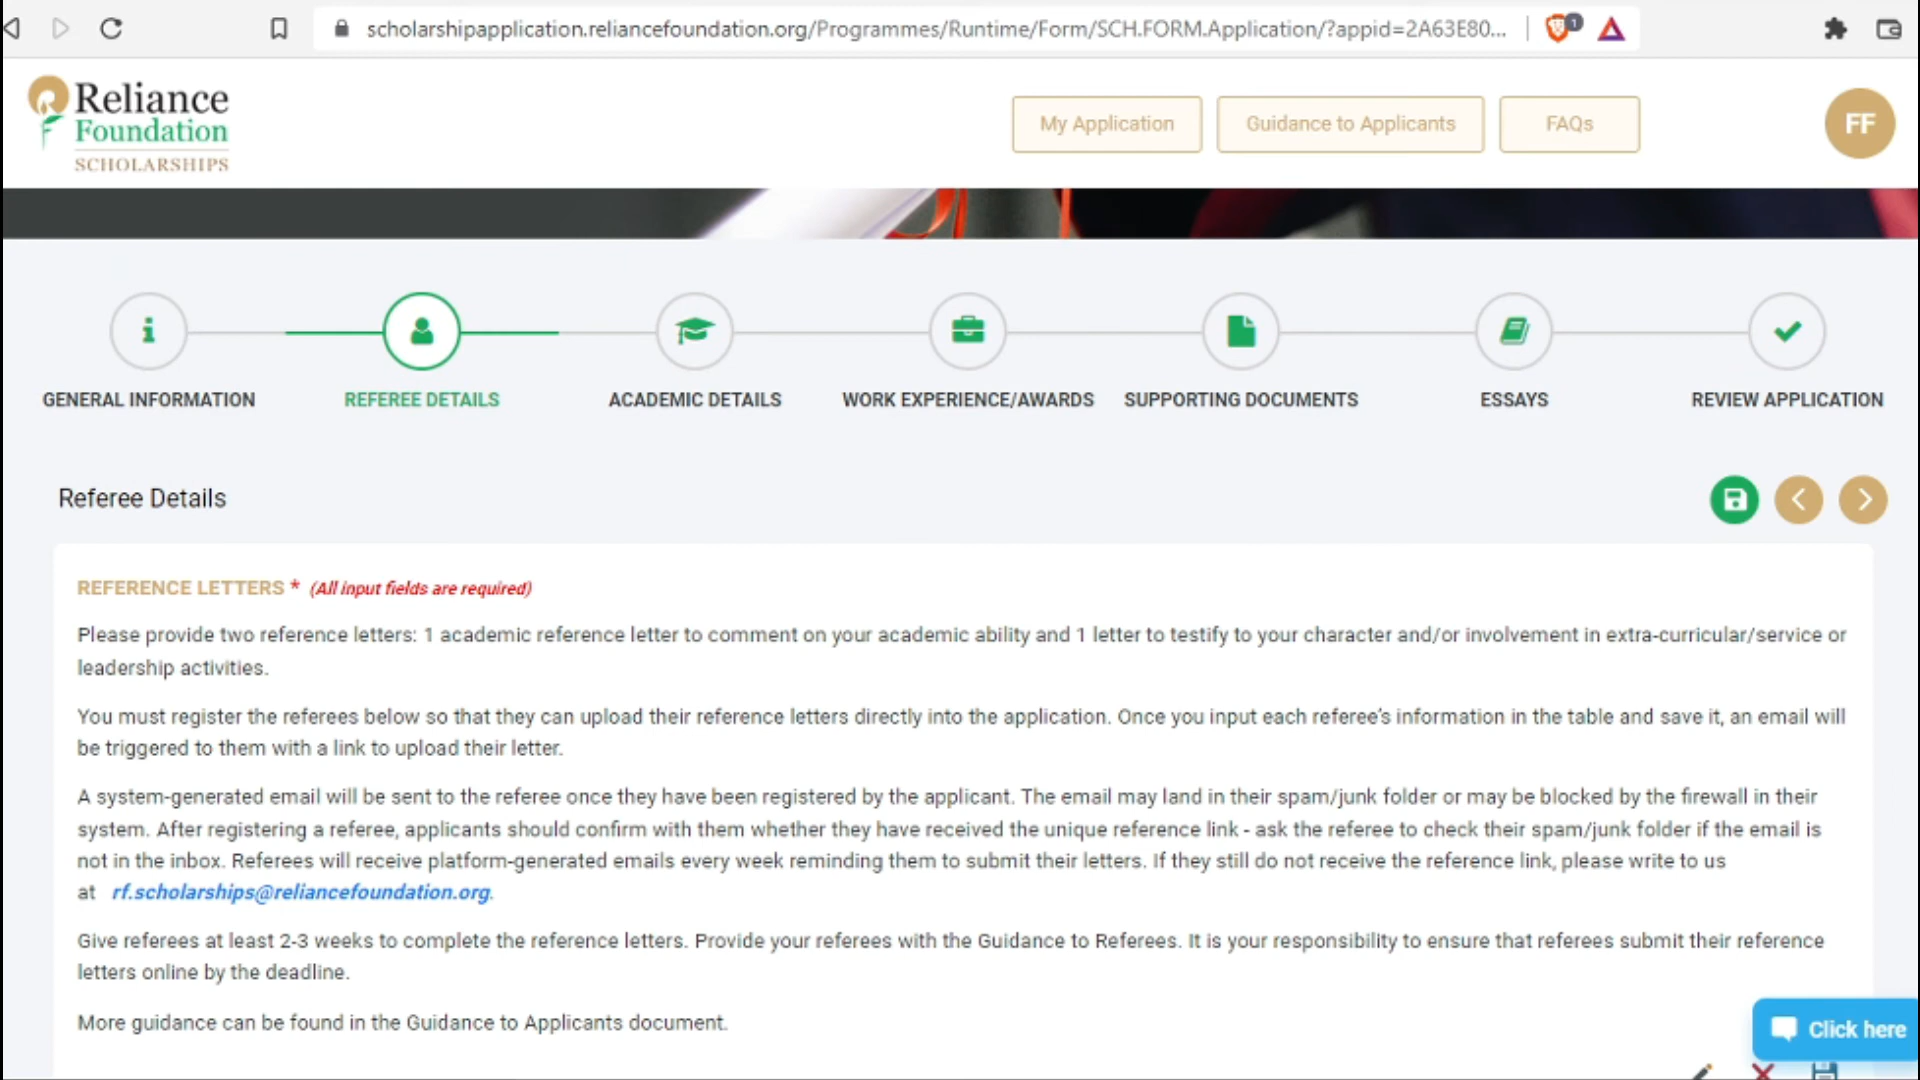 scholarshipapplication.reliancefoundation.org/Programmes/Runtime/Form/SCH.FORM.Application/?appid=2A63E80...
1
Reliance
Foundation
SCHOLARSHIPS
My Application
Guidance to Applicants
FAQs
FF
GENERAL INFORMATION
REFEREE DETAILS
ACADEMIC DETAILS
WORK EXPERIENCE/AWARDS
SUPPORTING DOCUMENTS
ESSAYS
REVIEW APPLICATION
Referee Details
REFERENCE LETTERS * (All input fields are required)
Please provide two reference letters: 1 academic reference letter to comment on your academic ability and 1 letter to testify to your character and/or involvement in extra-curricular/service or
leadership activities.
You must register the referees below so that they can upload their reference letters directly into the application. Once you input each referee's information in the table and save it, an email will
be triggered to them with a link to upload their letter.
A system-generated email will be sent to the referee once they have been registered by the applicant. The email may land in their spam/junk folder or may be blocked by the firewall in their
system. After registering a referee, applicants should confirm with them whether they have received the unique reference link - ask the referee to check their spam/junk folder if the email is
not in the inbox. Referees will receive platform-generated emails every week reminding them to submit their letters. If they still do not receive the reference link, please write to us
at rf.scholarships@reliancefoundation.org.
Give referees at least 2-3 weeks to complete the reference letters. Provide your referees with the Guidance to Referees. It is your responsibility to ensure that referees submit their reference
letters online by the deadline.
More guidance can be found in the Guidance to Applicants document.
Click here